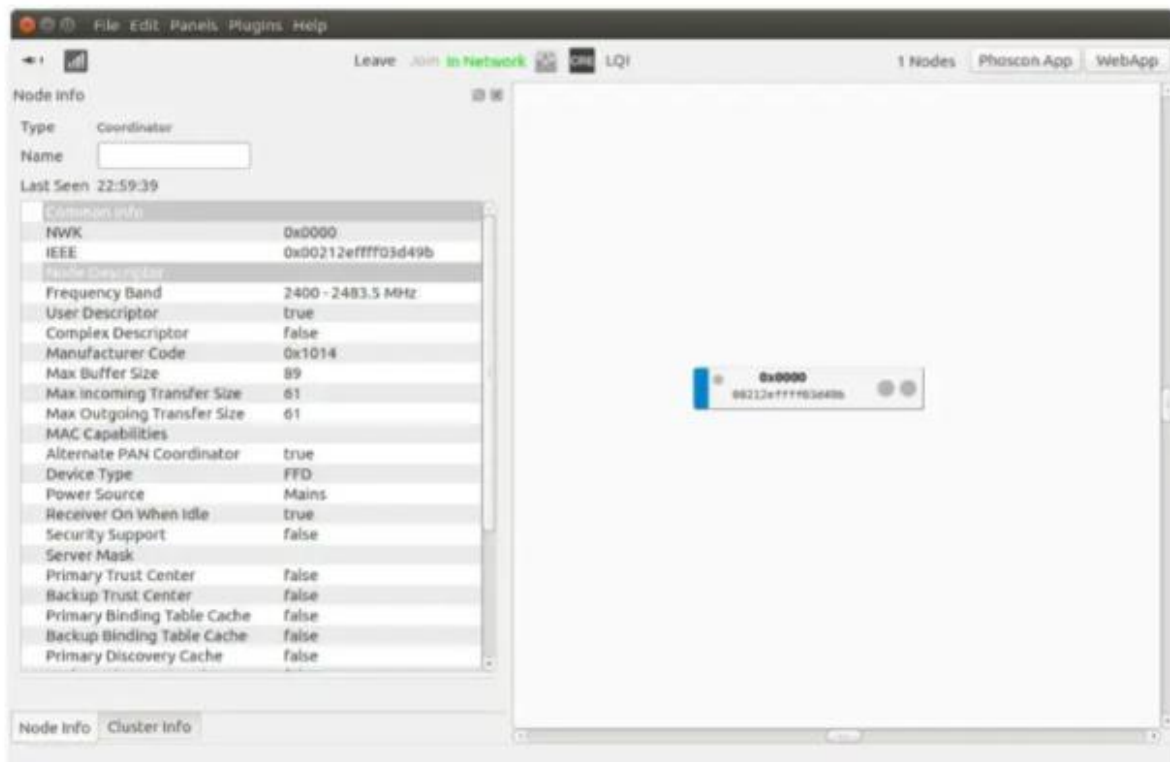 File Edit Panels Plugins Help
Leave Join In Network CRE LQI 1 Nodes Phoscon App WebApp
Node Info
Type Coordinator
Name
Last Seen 22:59:39
Common Info
NWK 0x0000
IEEE 0x00212effff03d49b
Node Descriptor
Frequency Band 2400 - 2483.5 MHz
User Descriptor true
Complex Descriptor false
Manufacturer Code 0x1014
Max Buffer Size 89
Max Incoming Transfer Size 61
Max Outgoing Transfer Size 61
MAC Capabilities
Alternate PAN Coordinator true
Device Type FFD
Power Source Mains
Receiver On When Idle true
Security Support false
Server Mask
Primary Trust Center false
Backup Trust Center false
Primary Binding Table Cache false
Backup Binding Table Cache false
Primary Discovery Cache false
Node Info Cluster Info
0x0000
00212effff03d49b